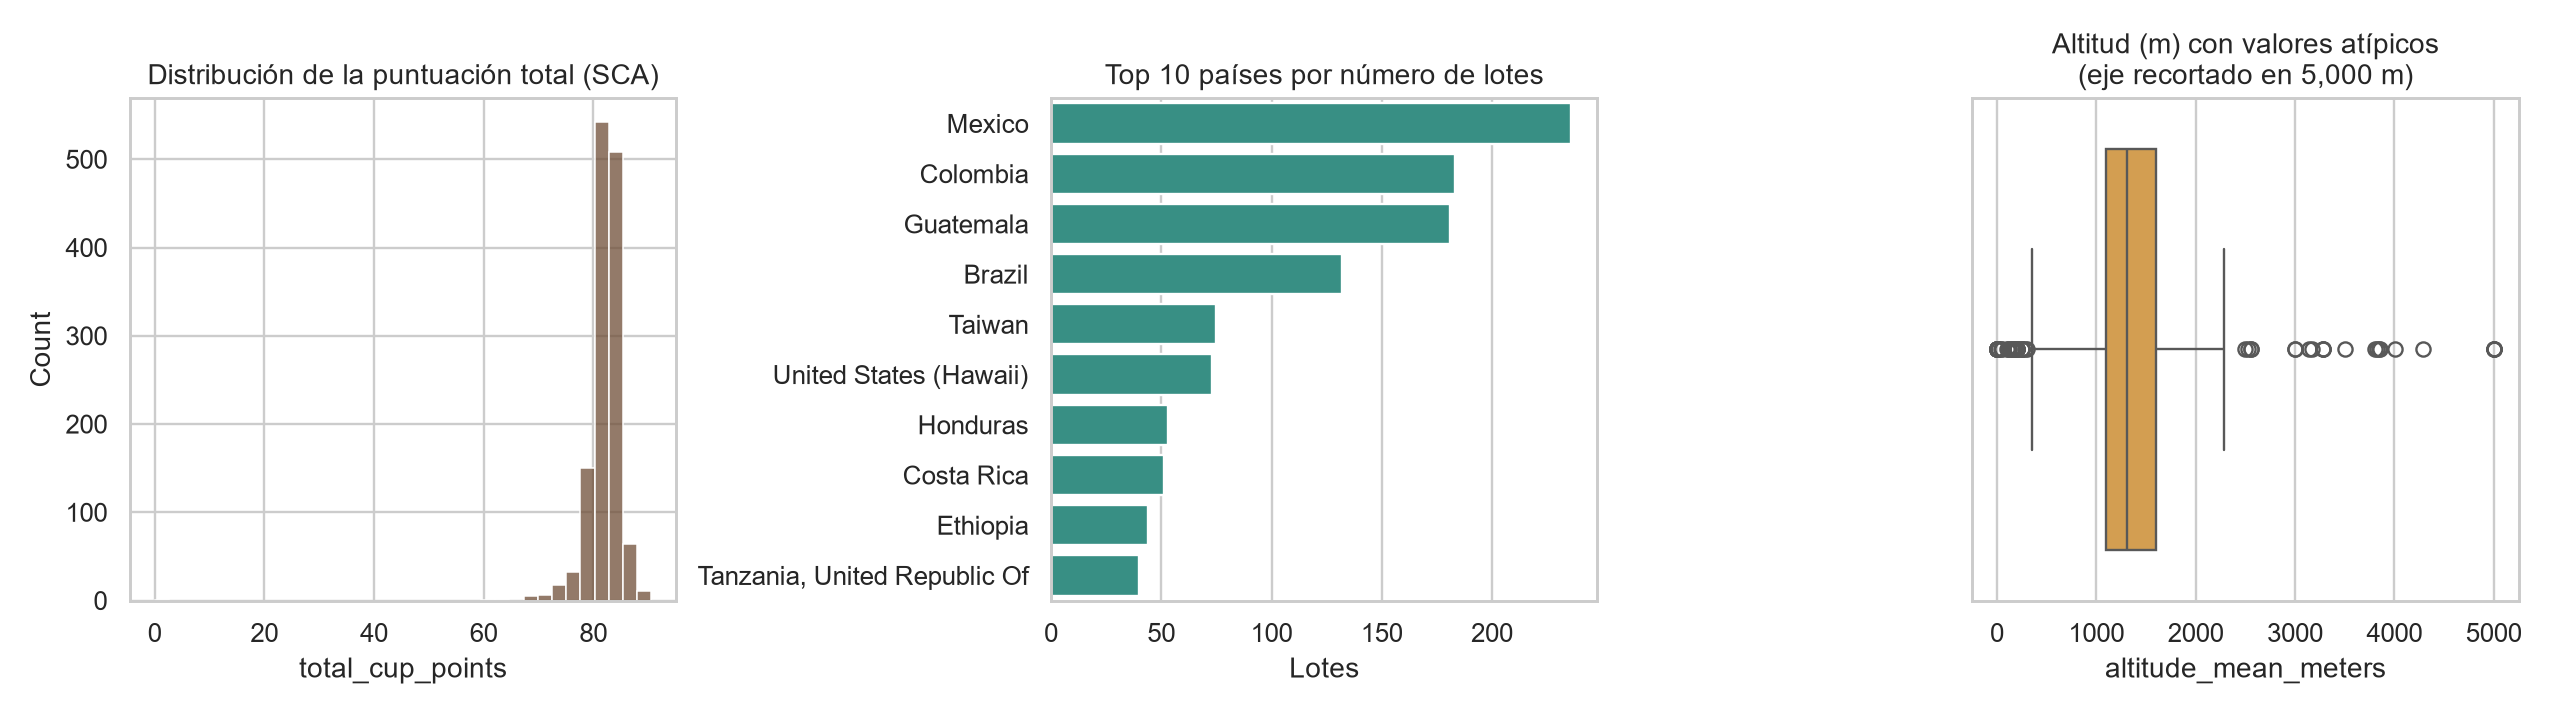 Distribución de la puntuación total (SCA)
Count
500
400
300
200
100
0
0 20 40 60 80
total_cup_points
Top 10 países por número de lotes
Mexico
Colombia
Guatemala
Brazil
Taiwan
United States (Hawaii)
Honduras
Costa Rica
Ethiopia
Tanzania, United Republic Of
0 50 100 150 200
Lotes
Altitud (m) con valores atípicos
(eje recortado en 5,000 m)
0 1000 2000 3000 4000 5000
altitude_mean_meters